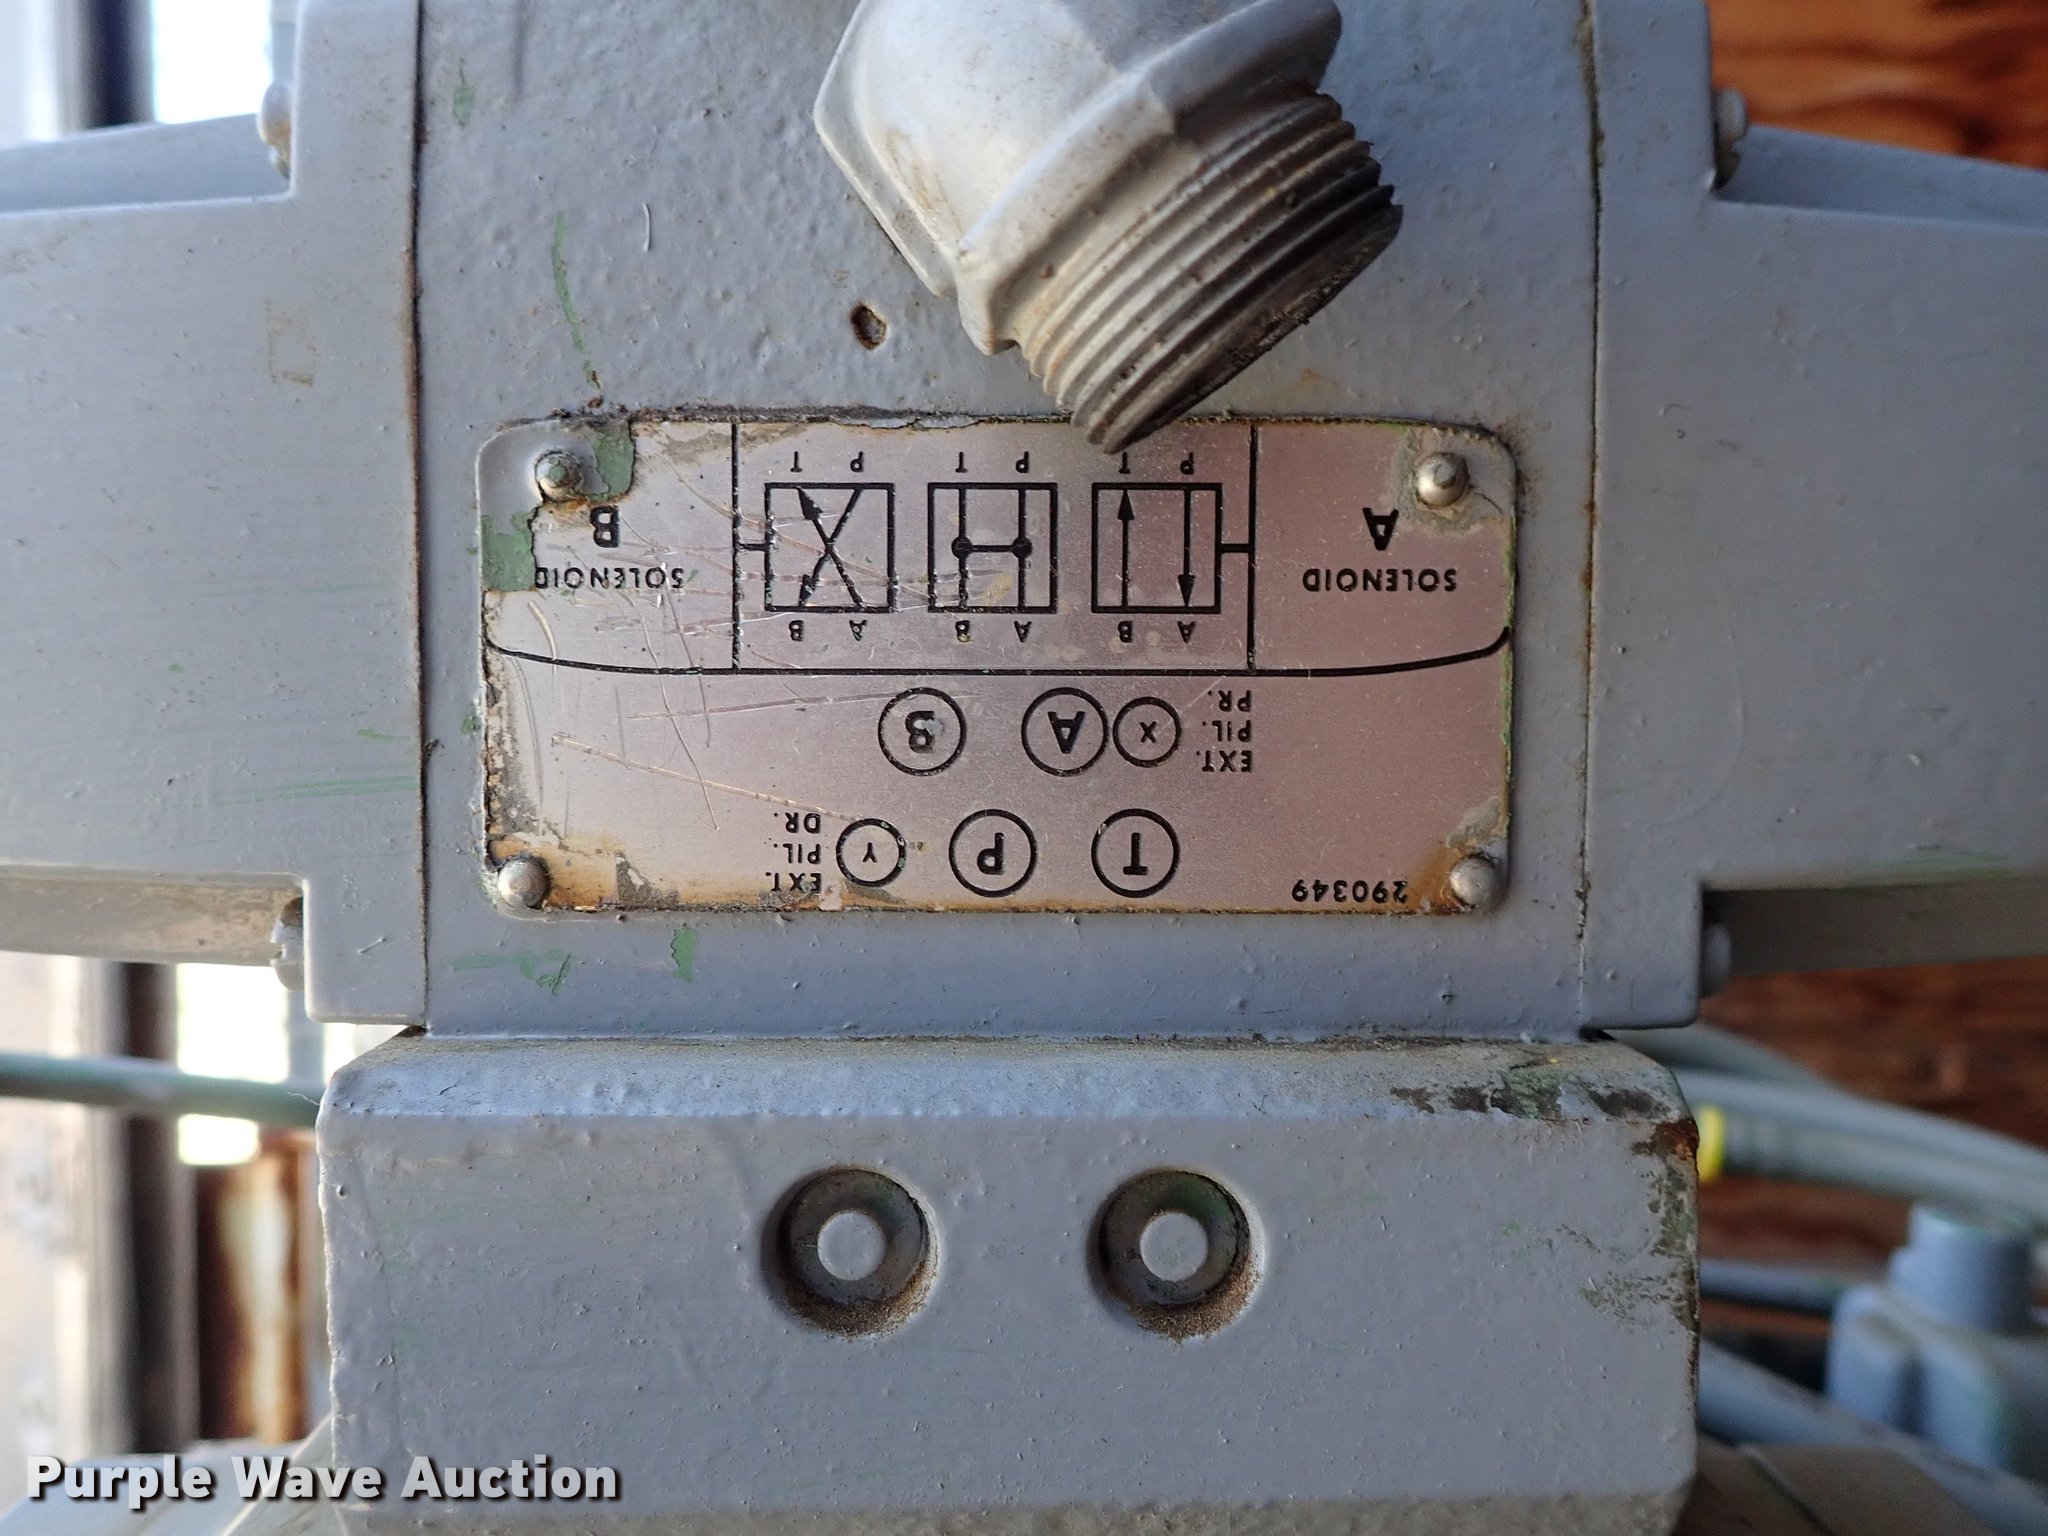 290349
T P Y EXT.
PIL.
DR.
EXT.
PIL.
PR.
X A B
A B A B A B
SOLENOID SOLENOID
A B
P T P T P T
Purple Wave Auction